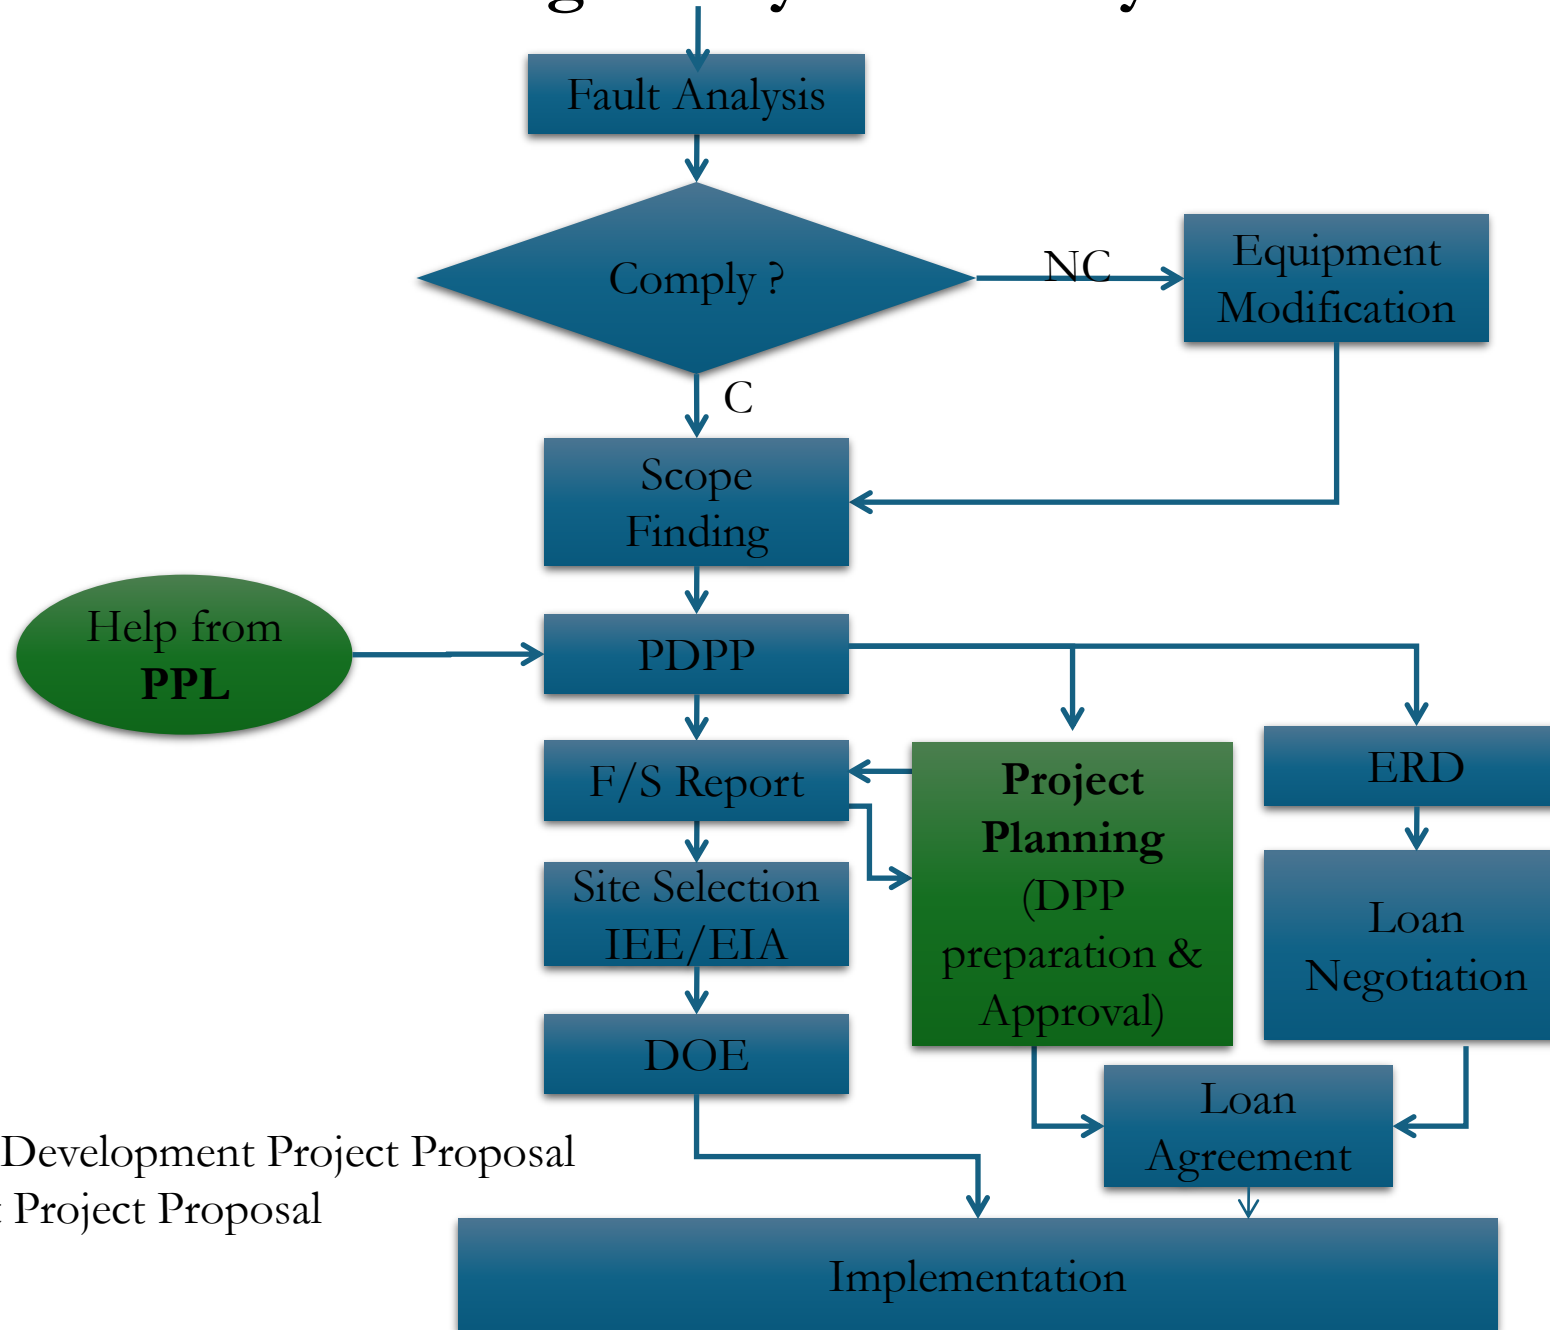 Fault Analysis
Comply ?
NC
Equipment
Modification
C
Scope
Finding
Help from
PPL
PDPP
F/S Report
Project
Planning
(DPP
preparation &
Approval)
ERD
Site Selection
IEE/EIA
Loan
Negotiation
DOE
Loan
Agreement
Development Project Proposal
Project Proposal
Implementation